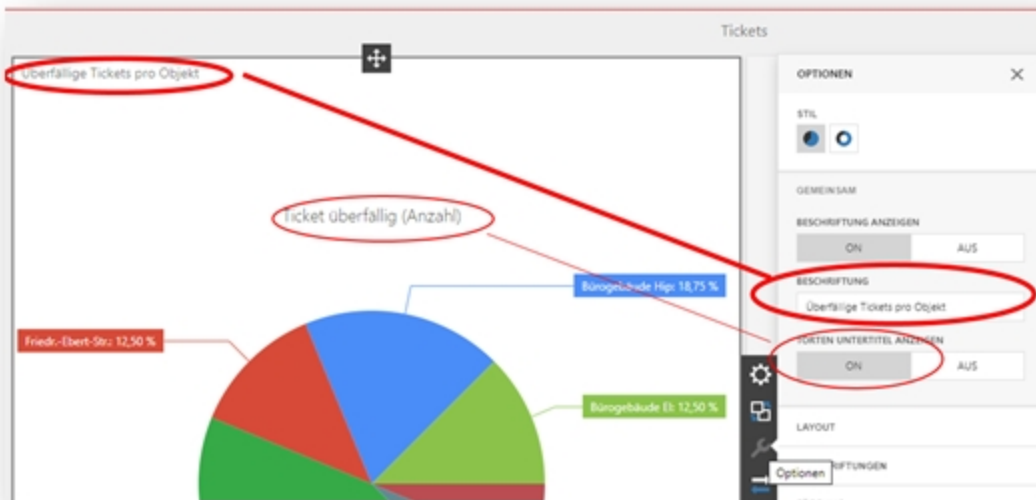 Tickets
Überfällige Tickets pro Objekt
OPTIONEN
STIL
GEMEINSAM
Ticket überfällig (Anzahl)
BESCHRIFTUNG ANZEIGEN
ON AUS
BESCHRIFTUNG
Bürogebäude Hip: 18,75 %
Überfällige Tickets pro Objekt
Friedr.-Ebert-Str.: 12,50 %
TORTEN UNTERTITEL ANZEIGEN
ON AUS
Bürogebäude El: 12,50 %
LAYOUT
Optionen